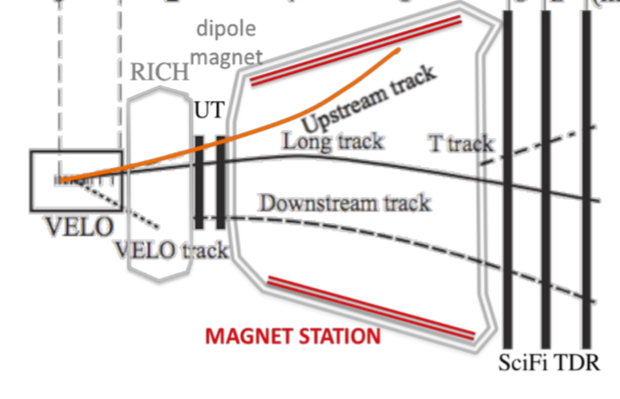 dipole
magnet
RICH
UT
Upstream track
Long track
T track
VELO
Downstream track
VELO track
MAGNET STATION
SciFi TDR